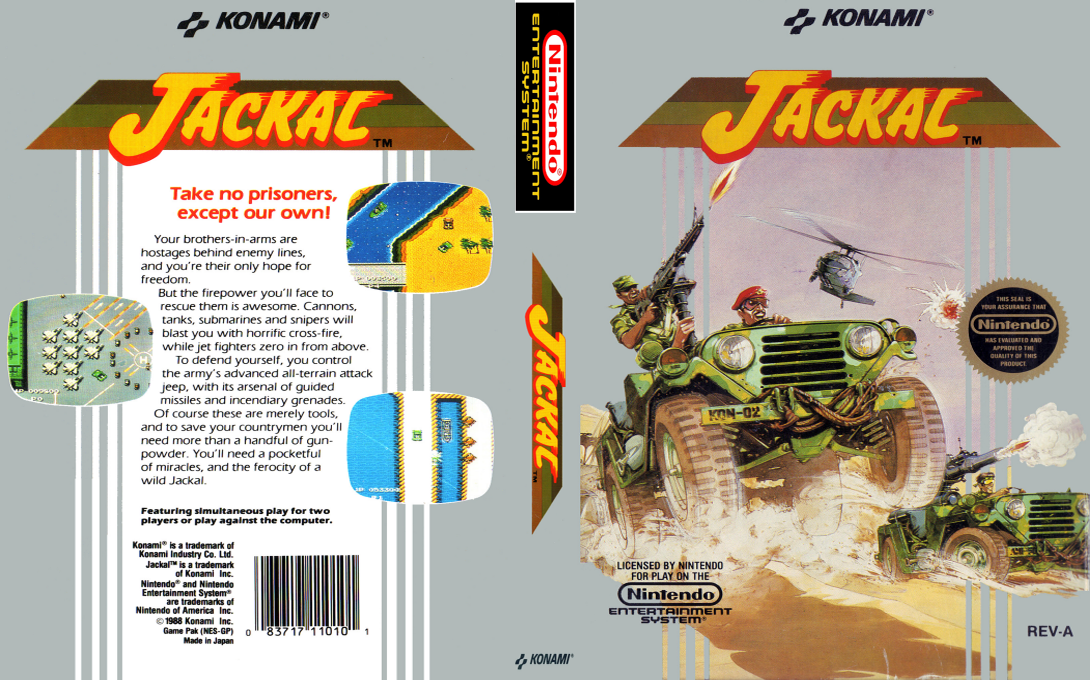 KONAMI®
JACKAL™
Take no prisoners,
except our own!
Your brothers-in-arms are
hostages behind enemy lines,
and you're their only hope for
freedom.
But the firepower you'll face to
rescue them is awesome. Cannons,
tanks, submarines and snipers will
blast you with horrific cross-fire,
while jet fighters zero in from above.
To defend yourself, you control
the army's advanced all-terrain attack
jeep, with its arsenal of guided
missiles and incendiary grenades.
Of course these are merely tools,
and to save your countrymen you'll
need more than a handful of gun-
powder. You'll need a pocketful
of miracles, and the ferocity of a
wild Jackal.
Featuring simultaneous play for two
players or play against the computer.
Konami® is a trademark of
Konami Industry Co. Ltd.
Jackal™ is a trademark
of Konami Inc.
Nintendo® and Nintendo
Entertainment System®
are trademarks of
Nintendo of America Inc.
© 1988 Konami Inc.
Game Pak (NES-GP)
Made in Japan
0 83717 11010 1
Nintendo®
ENTERTAINMENT
SYSTEM®
JACKAL™
KONAMI®
KONAMI®
JACKAL™
THIS SEAL IS
YOUR ASSURANCE THAT
Nintendo
HAS EVALUATED AND
APPROVED THE
QUALITY OF THIS
PRODUCT.
KON-02
LICENSED BY NINTENDO
FOR PLAY ON THE
Nintendo
ENTERTAINMENT
SYSTEM®
REV-A